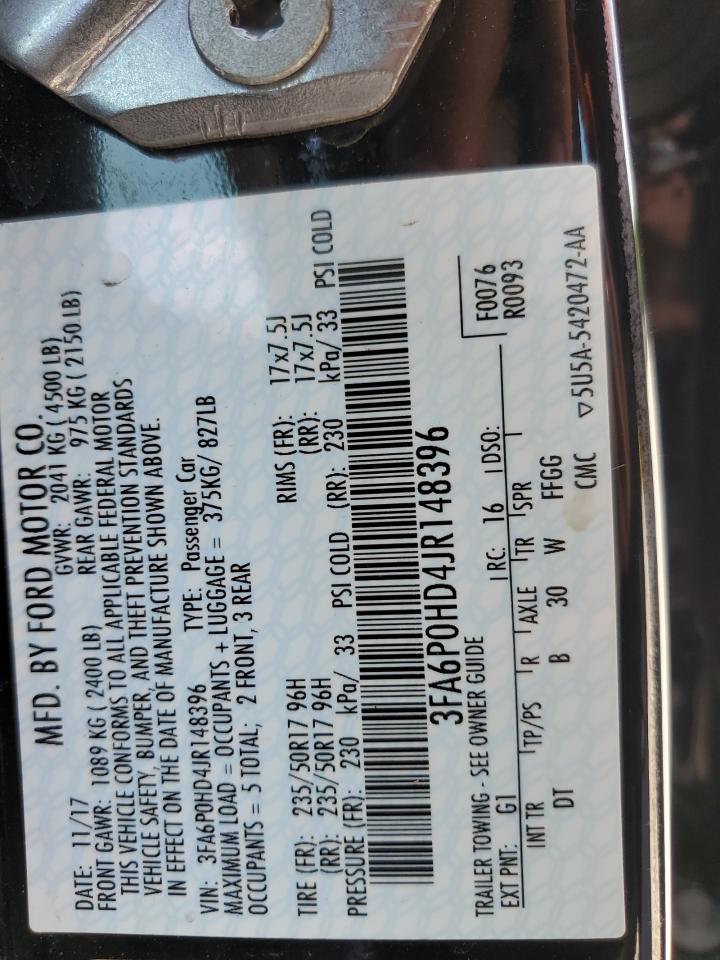 MFD. BY FORD MOTOR CO.
DATE: 11/17 GVWR: 2041 KG ( 4500 LB)
FRONT GAWR: 1089 KG ( 2400 LB) REAR GAWR: 975 KG ( 2150 LB)
THIS VEHICLE CONFORMS TO ALL APPLICABLE FEDERAL MOTOR
VEHICLE SAFETY, BUMPER, AND THEFT PREVENTION STANDARDS
IN EFFECT ON THE DATE OF MANUFACTURE SHOWN ABOVE.
VIN: 3FA6P0HD4JR148396 TYPE: Passenger Car
MAXIMUM LOAD = OCCUPANTS + LUGGAGE = 375KG/ 827LB
OCCUPANTS = 5 TOTAL; 2 FRONT, 3 REAR
TIRE (FR): 235/50R17 96H RIMS (FR): 17x7.5J
(RR): 235/50R17 96H (RR): 17x7.5J
PRESSURE (FR): 230 kPa/ 33 PSI COLD (RR): 230 kPa/ 33 PSI COLD
3FA6P0HD4JR148396
F0076
R0093
TRAILER TOWING - SEE OWNER GUIDE
EXT PNT: G1 RC: 16 DSO:
INT TR TP/PS R AXLE TR SPR
DT B 30 W FFGG
CMC ▽5U5A-5420472-AA